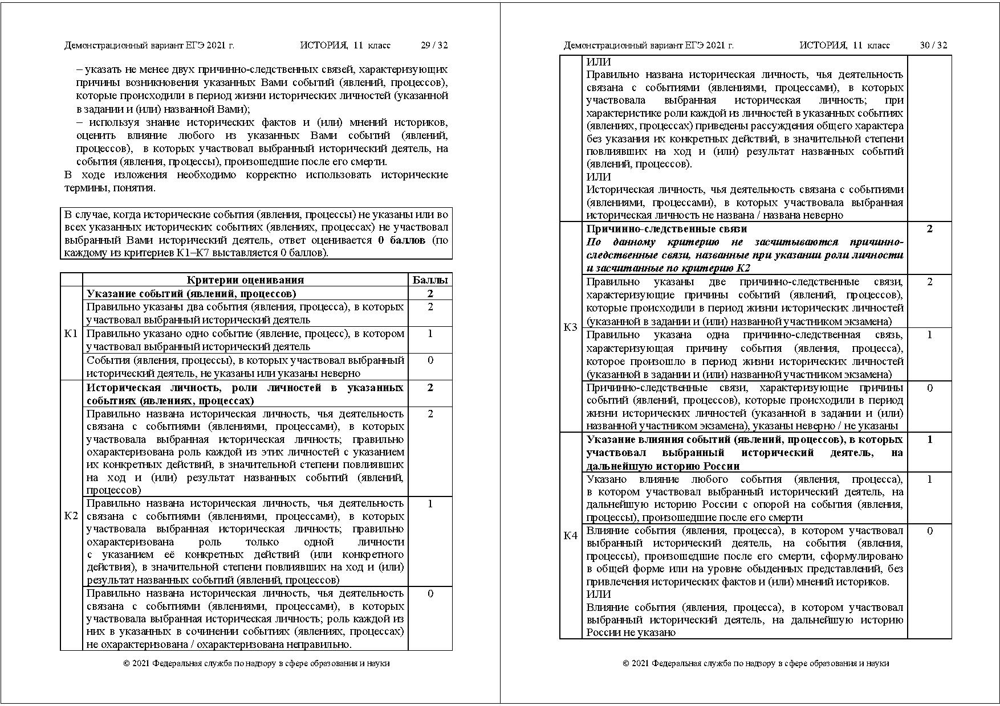 Демонстрационный вариант ЕГЭ 2021 г. ИСТОРИЯ, 11 класс 29 / 32
– указать не менее двух причинно-следственных связей, характеризующих
причины возникновения указанных Вами событий (явлений, процессов),
которые происходили в период жизни исторических личностей (указанной
в задании и (или) названной Вами);
– используя знание исторических фактов и (или) мнений историков,
оценить влияние любого из указанных Вами событий (явлений,
процессов), в которых участвовал выбранный исторический деятель, на
события (явления, процессы), произошедшие после его смерти.
В ходе изложения необходимо корректно использовать исторические
термины, понятия.
В случае, когда исторические события (явления, процессы) не указаны или во
всех указанных исторических событиях (явлениях, процессах) не участвовал
выбранный Вами исторический деятель, ответ оценивается 0 баллов (по
каждому из критериев К1–К7 выставляется 0 баллов).
Критерии оценивания Баллы
К1
Указание событий (явлений, процессов) 2
Правильно указаны два события (явления, процесса), в которых 2
участвовал выбранный исторический деятель
Правильно указано одно событие (явление, процесс), в котором 1
участвовал выбранный исторический деятель
События (явления, процессы), в которых участвовал выбранный 0
исторический деятель, не указаны или указаны неверно
К2
Историческая личность, роли личностей в указанных 2
событиях (явлениях, процессах)
Правильно названа историческая личность, чья деятельность 2
связана с событиями (явлениями, процессами), в которых
участвовала выбранная историческая личность; правильно
охарактеризована роль каждой из этих личностей с указанием
их конкретных действий, в значительной степени повлиявших
на ход и (или) результат названных событий (явлений,
процессов)
Правильно названа историческая личность, чья деятельность 1
связана с событиями (явлениями, процессами), в которых
участвовала выбранная историческая личность; правильно
охарактеризована роль только одной личности
с указанием её конкретных действий (или конкретного
действия), в значительной степени повлиявших на ход и (или)
результат названных событий (явлений, процессов)
Правильно названа историческая личность, чья деятельность 0
связана с событиями (явлениями, процессами), в которых
участвовала выбранная историческая личность; роль каждой из
них в указанных в сочинении событиях (явлениях, процессах)
не охарактеризована / охарактеризована неправильно.
© 2021 Федеральная служба по надзору в сфере образования и науки
Демонстрационный вариант ЕГЭ 2021 г. ИСТОРИЯ, 11 класс 30 / 32
ИЛИ
Правильно названа историческая личность, чья деятельность
связана с событиями (явлениями, процессами), в которых
участвовала выбранная историческая личность; при
характеристике роли каждой из личностей в указанных событиях
(явлениях, процессах) приведены рассуждения общего характера
без указания их конкретных действий, в значительной степени
повлиявших на ход и (или) результат названных событий
(явлений, процессов).
ИЛИ
Историческая личность, чья деятельность связана с событиями
(явлениями, процессами), в которых участвовала выбранная
историческая личность не названа / названа неверно
К3
Причинно-следственные связи 2
По данному критерию не засчитываются причинно-
следственные связи, названные при указании роли личности
и засчитанные по критерию К2
Правильно указаны две причинно-следственные связи, 2
характеризующие причины событий (явлений, процессов),
которые происходили в период жизни исторических личностей
(указанной в задании и (или) названной участником экзамена)
Правильно указана одна причинно-следственная связь, 1
характеризующая причину события (явления, процесса),
которое произошло в период жизни исторических личностей
(указанной в задании и (или) названной участником экзамена)
Причинно-следственные связи, характеризующие причины 0
событий (явлений, процессов), которые происходили в период
жизни исторических личностей (указанной в задании и (или)
названной участником экзамена), указаны неверно / не указаны
К4
Указание влияния событий (явлений, процессов), в которых 1
участвовал выбранный исторический деятель, на
дальнейшую историю России
Указано влияние любого события (явления, процесса), 1
в котором участвовал выбранный исторический деятель, на
дальнейшую историю России с опорой на события (явления,
процессы), произошедшие после его смерти
Влияние события (явления, процесса), в котором участвовал 0
выбранный исторический деятель, на события (явления,
процессы), произошедшие после его смерти, сформулировано
в общей форме или на уровне обыденных представлений, без
привлечения исторических фактов и (или) мнений историков.
ИЛИ
Влияние события (явления, процесса), в котором участвовал
выбранный исторический деятель, на дальнейшую историю
России не указано
© 2021 Федеральная служба по надзору в сфере образования и науки